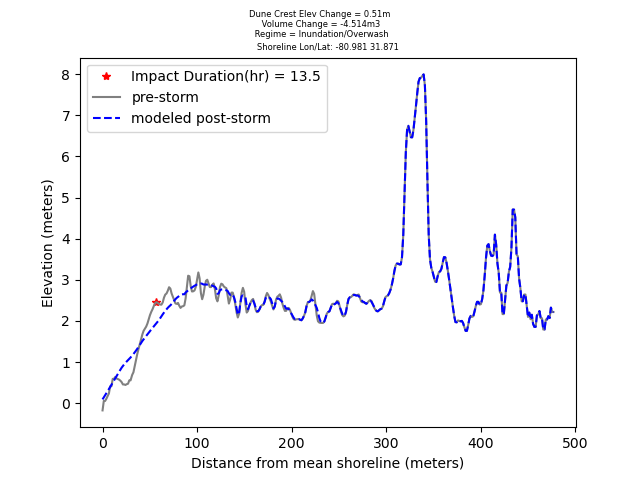 Dune Crest Elev Change = 0.51m
Volume Change = -4.514m3
Regime = Inundation/Overwash
Shoreline Lon/Lat: -80.981 31.871
Impact Duration(hr) = 13.5
pre-storm
modeled post-storm
Elevation (meters)
8
7
6
5
4
3
2
1
0
0 100 200 300 400 500
Distance from mean shoreline (meters)